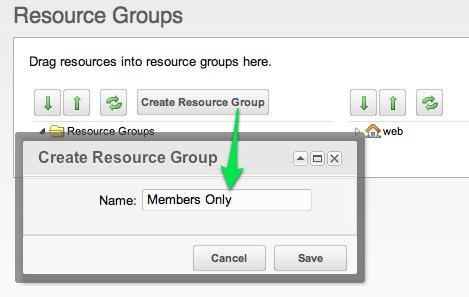 Resource Groups
Drag resources into resource groups here.
Create Resource Group
Resource Groups
web
Create Resource Group
Name: Members Only
Cancel Save